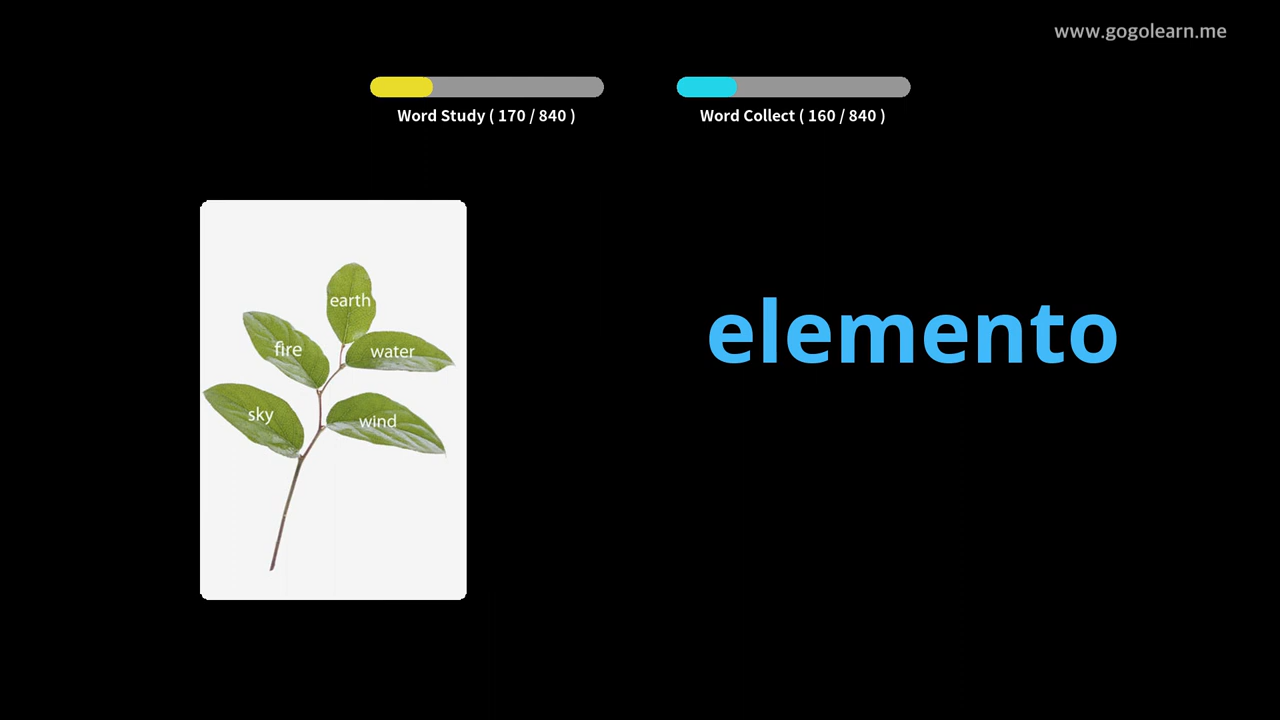 www.gogolearn.me
Word Study ( 170 / 840 )
Word Collect ( 160 / 840 )
earth
fire
water
sky
wind
elemento